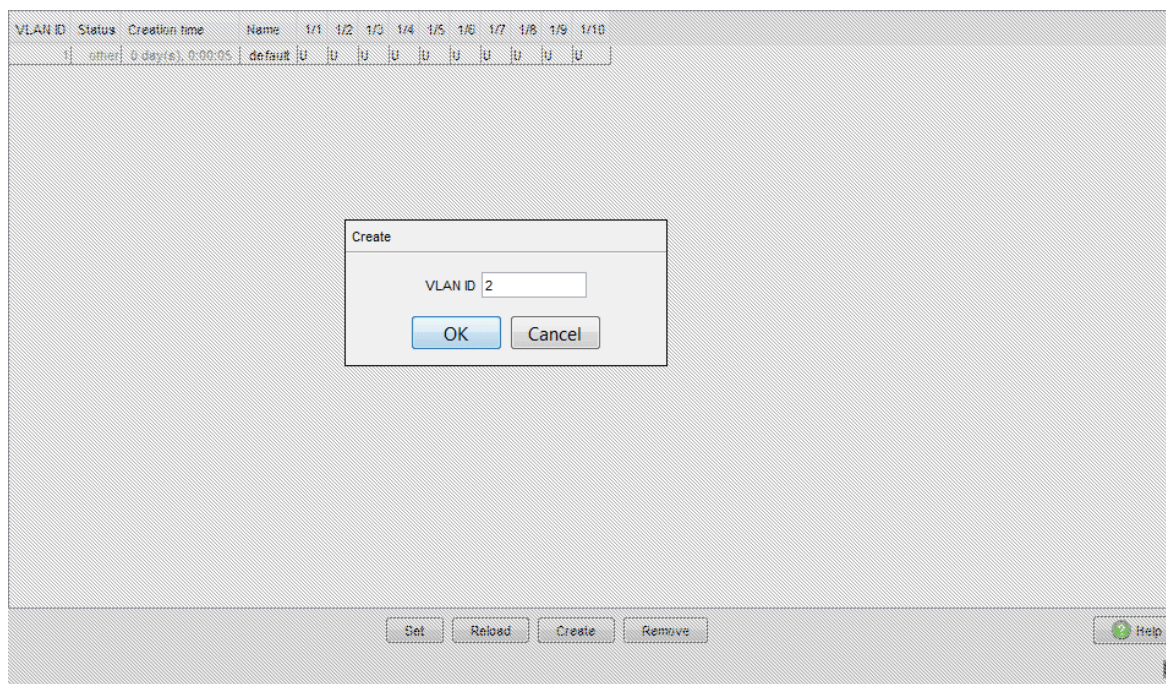 VLAN ID Status Creation time Name 1/1 1/2 1/3 1/4 1/5 1/6 1/7 1/8 1/9 1/10
1 other 0 day(s), 0:00:05 default U U U U U U U U U U
Create
VLAN ID 2
OK Cancel
Set Reload Create Remove ? Help